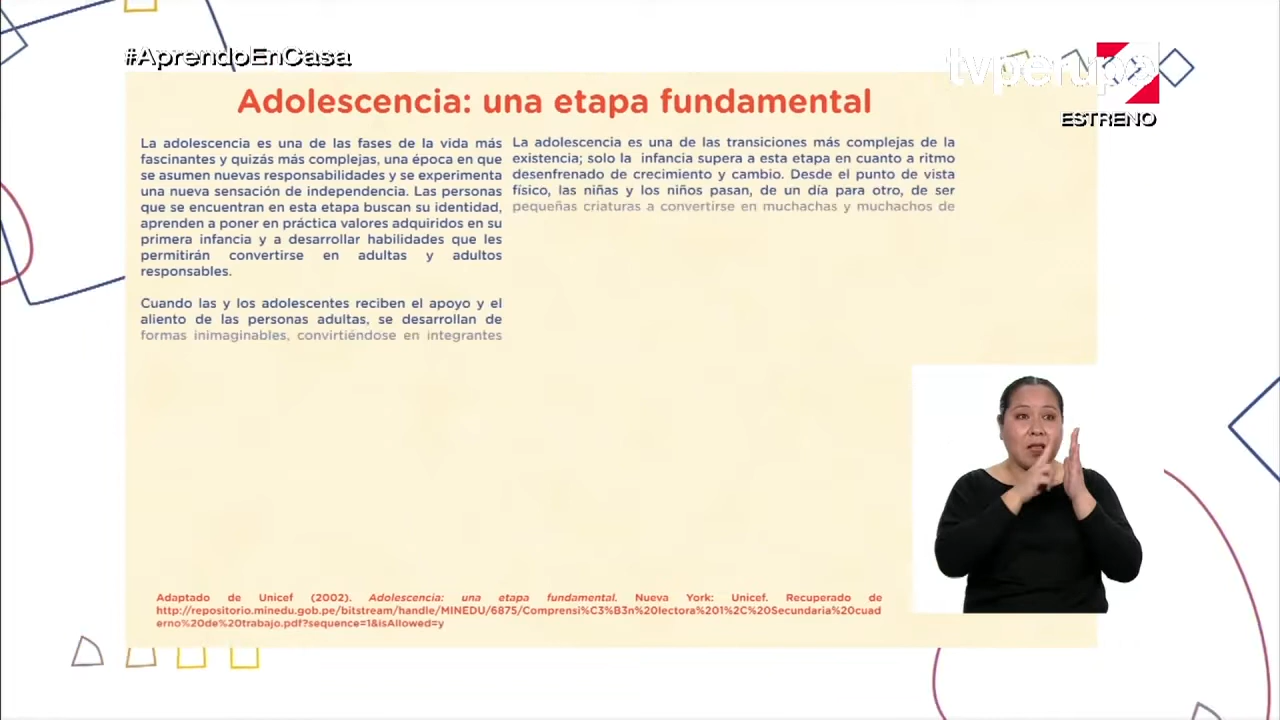 #AprendoEnCasa
tvperu
ESTRENO
Adolescencia: una etapa fundamental
La adolescencia es una de las fases de la vida más
fascinantes y quizás más complejas, una época en que
se asumen nuevas responsabilidades y se experimenta
una nueva sensación de independencia. Las personas
que se encuentran en esta etapa buscan su identidad,
aprenden a poner en práctica valores adquiridos en su
primera infancia y a desarrollar habilidades que les
permitirán convertirse en adultas y adultos
responsables.
Cuando las y los adolescentes reciben el apoyo y el
aliento de las personas adultas, se desarrollan de
formas inimaginables, convirtiéndose en integrantes
La adolescencia es una de las transiciones más complejas de la
existencia; solo la infancia supera a esta etapa en cuanto a ritmo
desenfrenado de crecimiento y cambio. Desde el punto de vista
físico, las niñas y los niños pasan, de un día para otro, de ser
pequeñas criaturas a convertirse en muchachas y muchachos de
Adaptado de Unicef (2002). Adolescencia: una etapa fundamental. Nueva York: Unicef. Recuperado de
http://repositorio.minedu.gob.pe/bitstream/handle/MINEDU/6875/Comprensi%C3%B3n%20lectora%201%2C%20Secundaria%20cuad
erno%20de%20trabajo.pdf?sequence=1&isAllowed=y